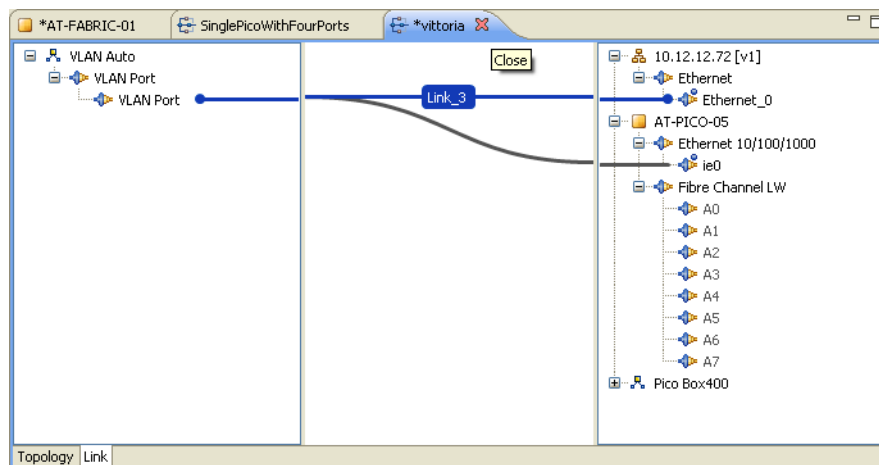 *AT-FABRIC-01 SinglePicoWithFourPorts *vittoria
Close
VLAN Auto
VLAN Port
VLAN Port
Link_3
10.12.12.72 [v1]
Ethernet
Ethernet_0
AT-PICO-05
Ethernet 10/100/1000
ie0
Fibre Channel LW
A0
A1
A2
A3
A4
A5
A6
A7
Pico Box400
Topology Link